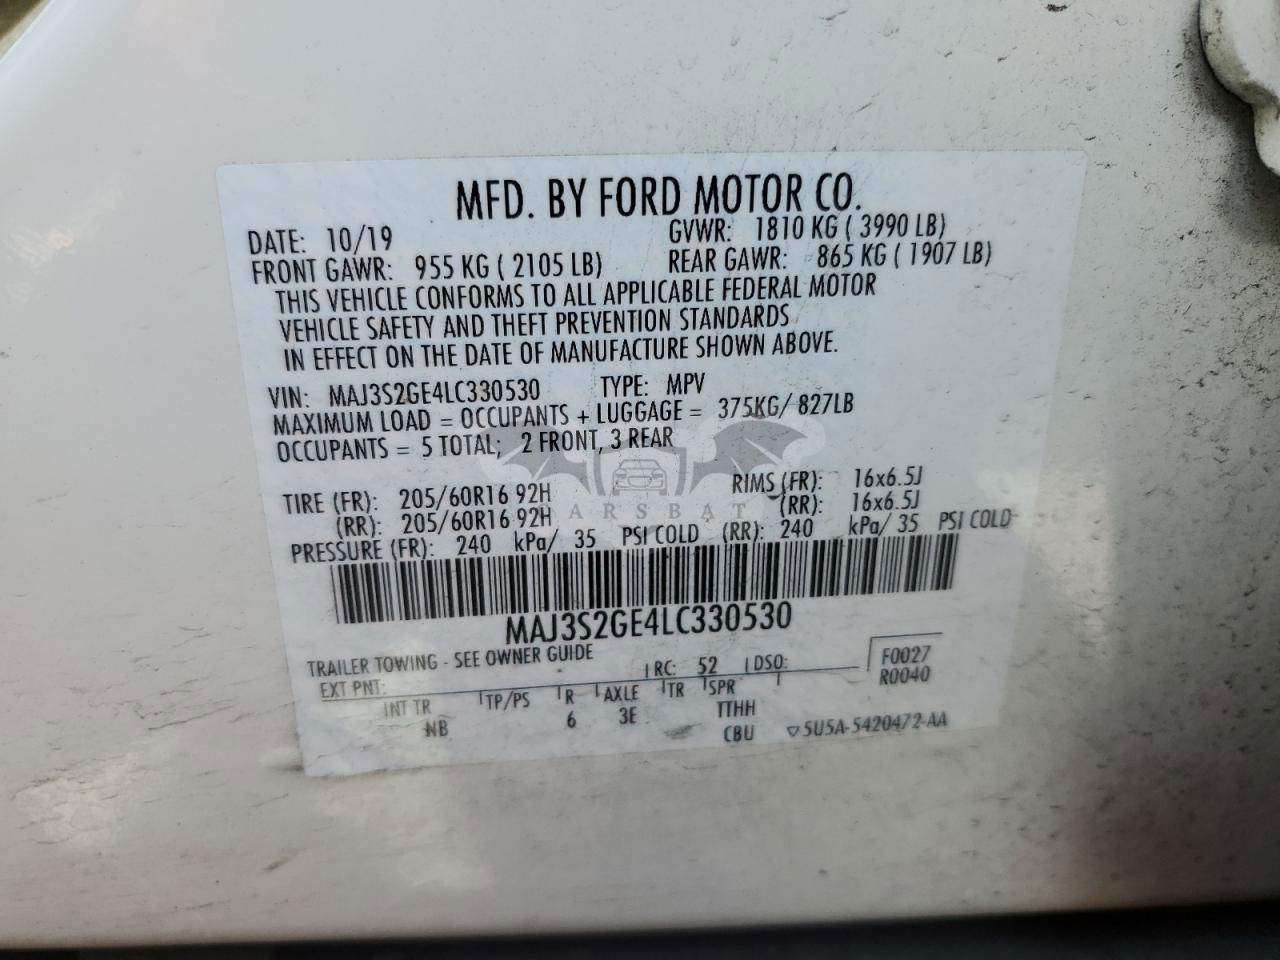 MFD. BY FORD MOTOR CO.
DATE: 10/19 GVWR: 1810 KG ( 3990 LB)
FRONT GAWR: 955 KG ( 2105 LB) REAR GAWR: 865 KG ( 1907 LB)
THIS VEHICLE CONFORMS TO ALL APPLICABLE FEDERAL MOTOR
VEHICLE SAFETY AND THEFT PREVENTION STANDARDS
IN EFFECT ON THE DATE OF MANUFACTURE SHOWN ABOVE.
VIN: MAJ3S2GE4LC330530 TYPE: MPV
MAXIMUM LOAD = OCCUPANTS + LUGGAGE = 375KG/ 827LB
OCCUPANTS = 5 TOTAL; 2 FRONT, 3 REAR
TIRE (FR): 205/60R16 92H RIMS (FR): 16x6.5J
(RR): 205/60R16 92H (RR): 16x6.5J
ARSBAT
PRESSURE (FR): 240 kPa/ 35 PSI COLD (RR): 240 kPa/ 35 PSI COLD
MAJ3S2GE4LC330530
TRAILER TOWING - SEE OWNER GUIDE
EXT PNT: RC: 52 DSO: F0027
R0040
INT TR TP/PS R AXLE TR SPR
NB 6 3E TTHH
CBU 5U5A-5420472-AA